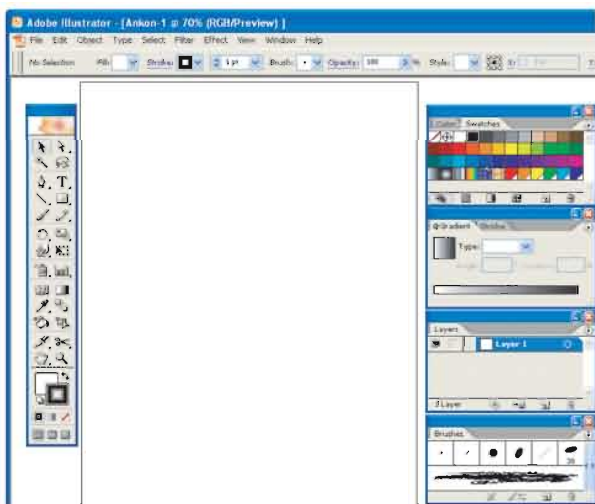 Adobe Illustrator - [Ankon-1 @ 70% (RGB/Preview) ]
File Edit Object Type Select Filter Effect View Window Help
No Selection Fill: Stroke: 1 pt Brush: Opacity: 100 % Style: X:
Color Swatches
T
Gradient Stroke
Type:
Layers
Layer 1
Layer
Brushes